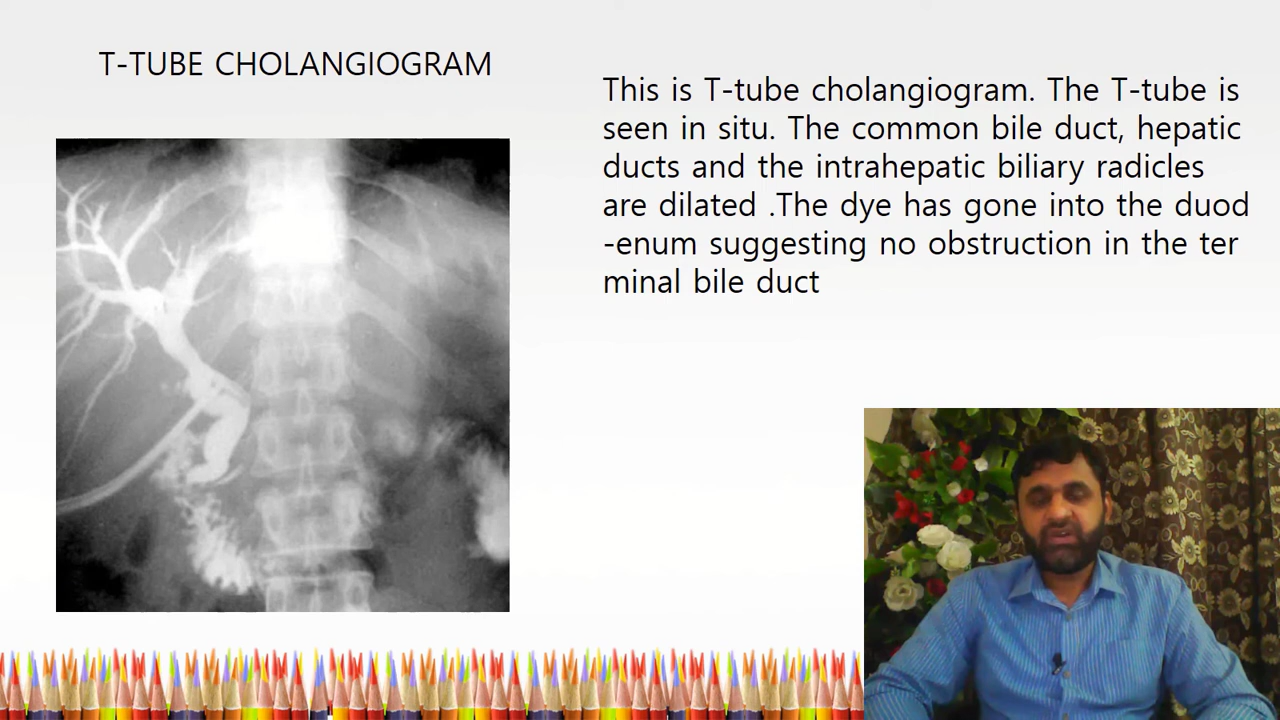 T-TUBE CHOLANGIOGRAM
This is T-tube cholangiogram. The T-tube is
seen in situ. The common bile duct, hepatic
ducts and the intrahepatic biliary radicles
are dilated .The dye has gone into the duod
-enum suggesting no obstruction in the ter
minal bile duct